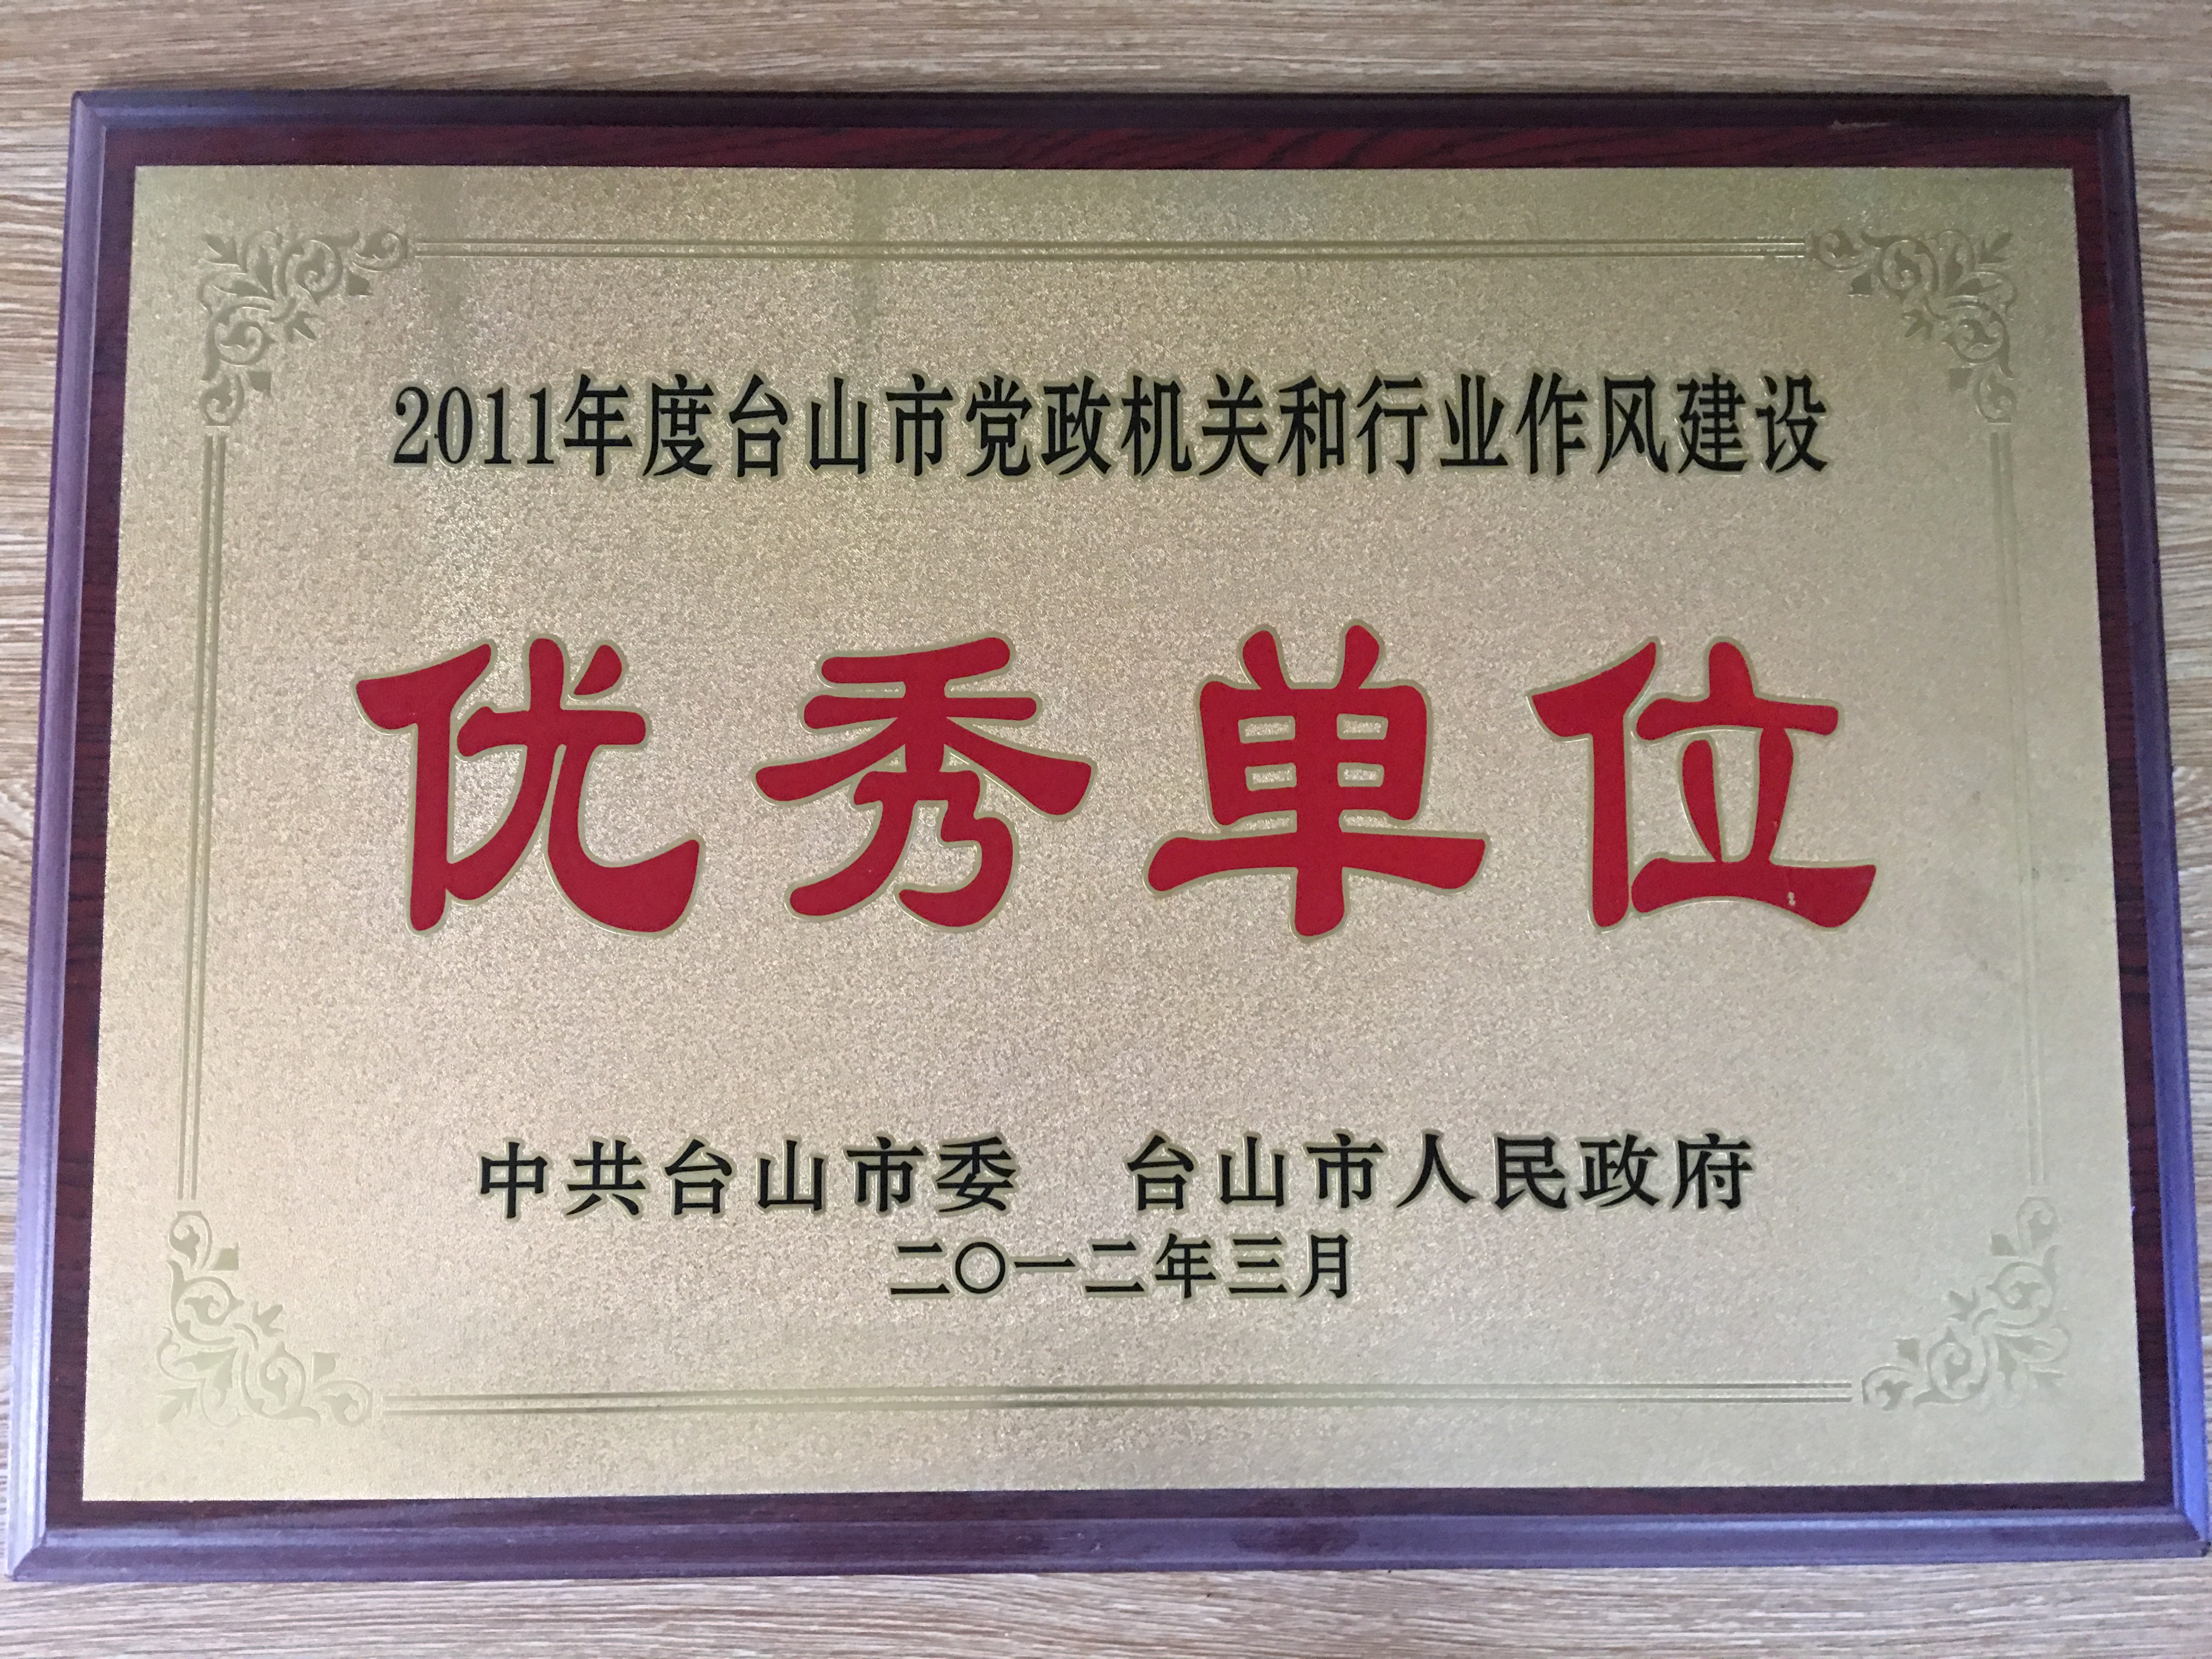 2011年度台山市党政机关和行业作风建设
优秀单位
中共台山市委 台山市人民政府
二〇一二年三月